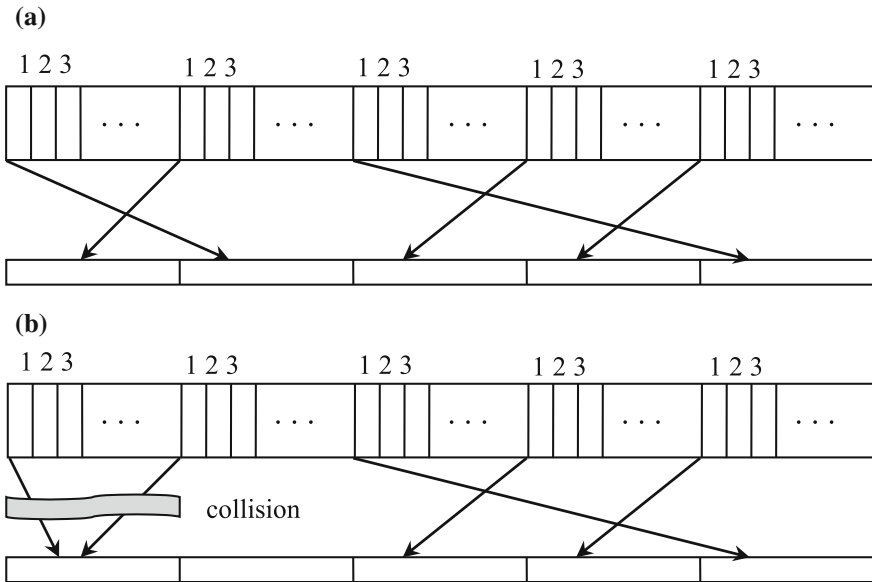 (a)
1 2 3 1 2 3 1 2 3 1 2 3 1 2 3
. . . . . . . . . . . . . . .
(b)
1 2 3 1 2 3 1 2 3 1 2 3 1 2 3
. . . . . . . . . . . . . . .
collision